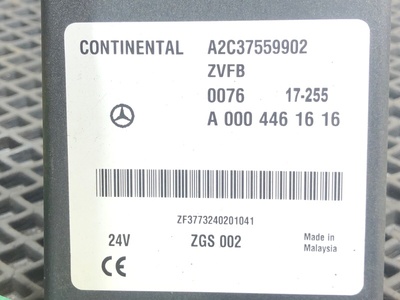 CONTINENTAL A2C37559902
ZVFB
0076 17-255
A 000 446 16 16
ZF3773240201041
24V ZGS 002 Made in
Malaysia
CE